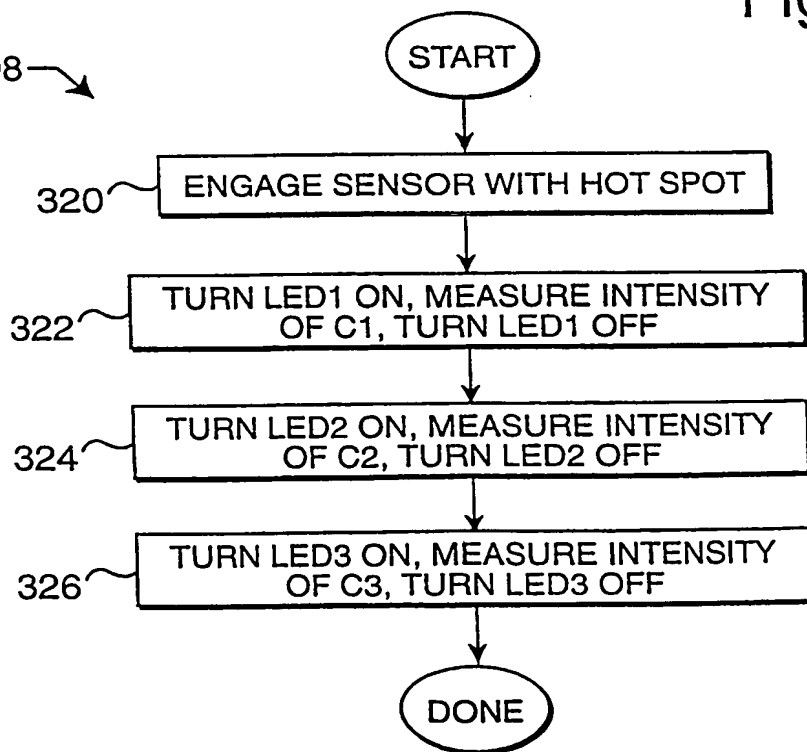 START
320 ENGAGE SENSOR WITH HOT SPOT
322 TURN LED1 ON, MEASURE INTENSITY
OF C1, TURN LED1 OFF
324 TURN LED2 ON, MEASURE INTENSITY
OF C2, TURN LED2 OFF
326 TURN LED3 ON, MEASURE INTENSITY
OF C3, TURN LED3 OFF
DONE